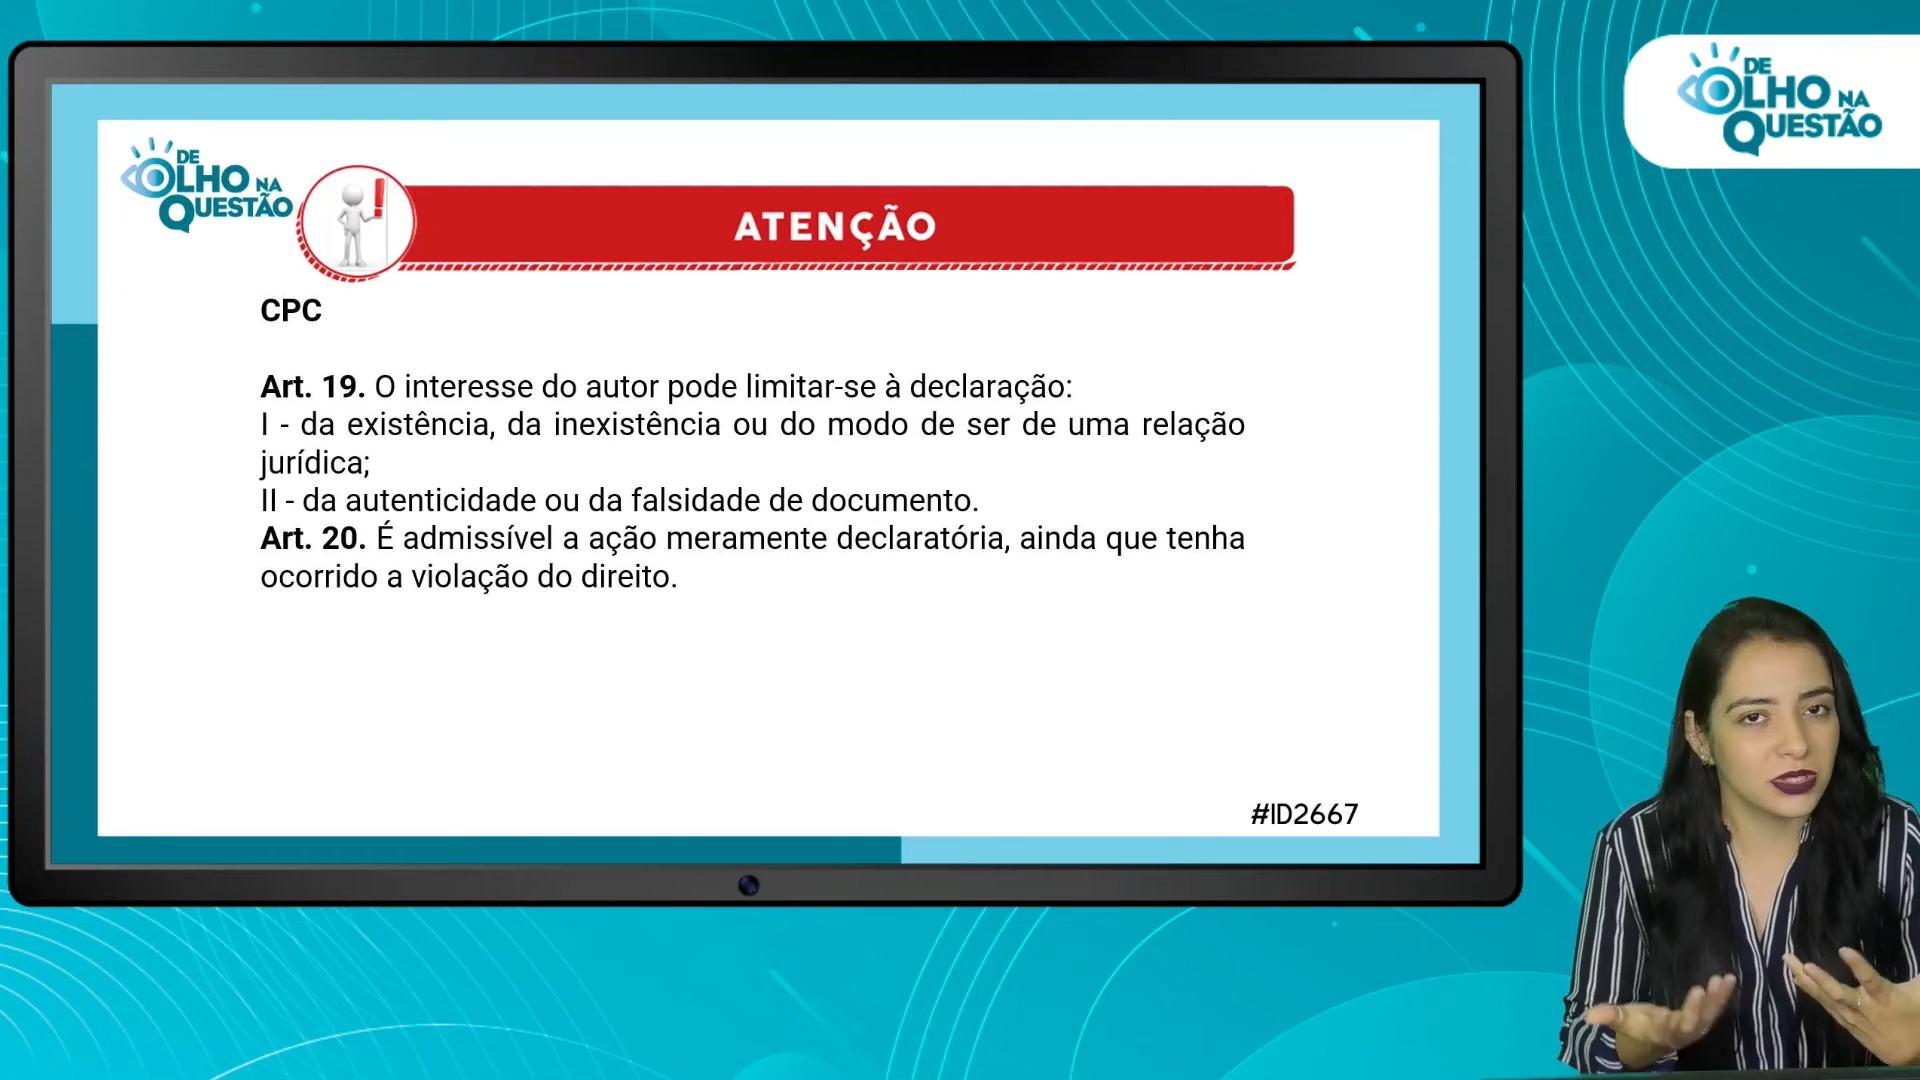 DE
OLHO NA
QUESTÃO
DE
OLHO NA
QUESTÃO
ATENÇÃO
CPC
Art. 19. O interesse do autor pode limitar-se à declaração:
I - da existência, da inexistência ou do modo de ser de uma relação
jurídica;
II - da autenticidade ou da falsidade de documento.
Art. 20. É admissível a ação meramente declaratória, ainda que tenha
ocorrido a violação do direito.
#ID2667